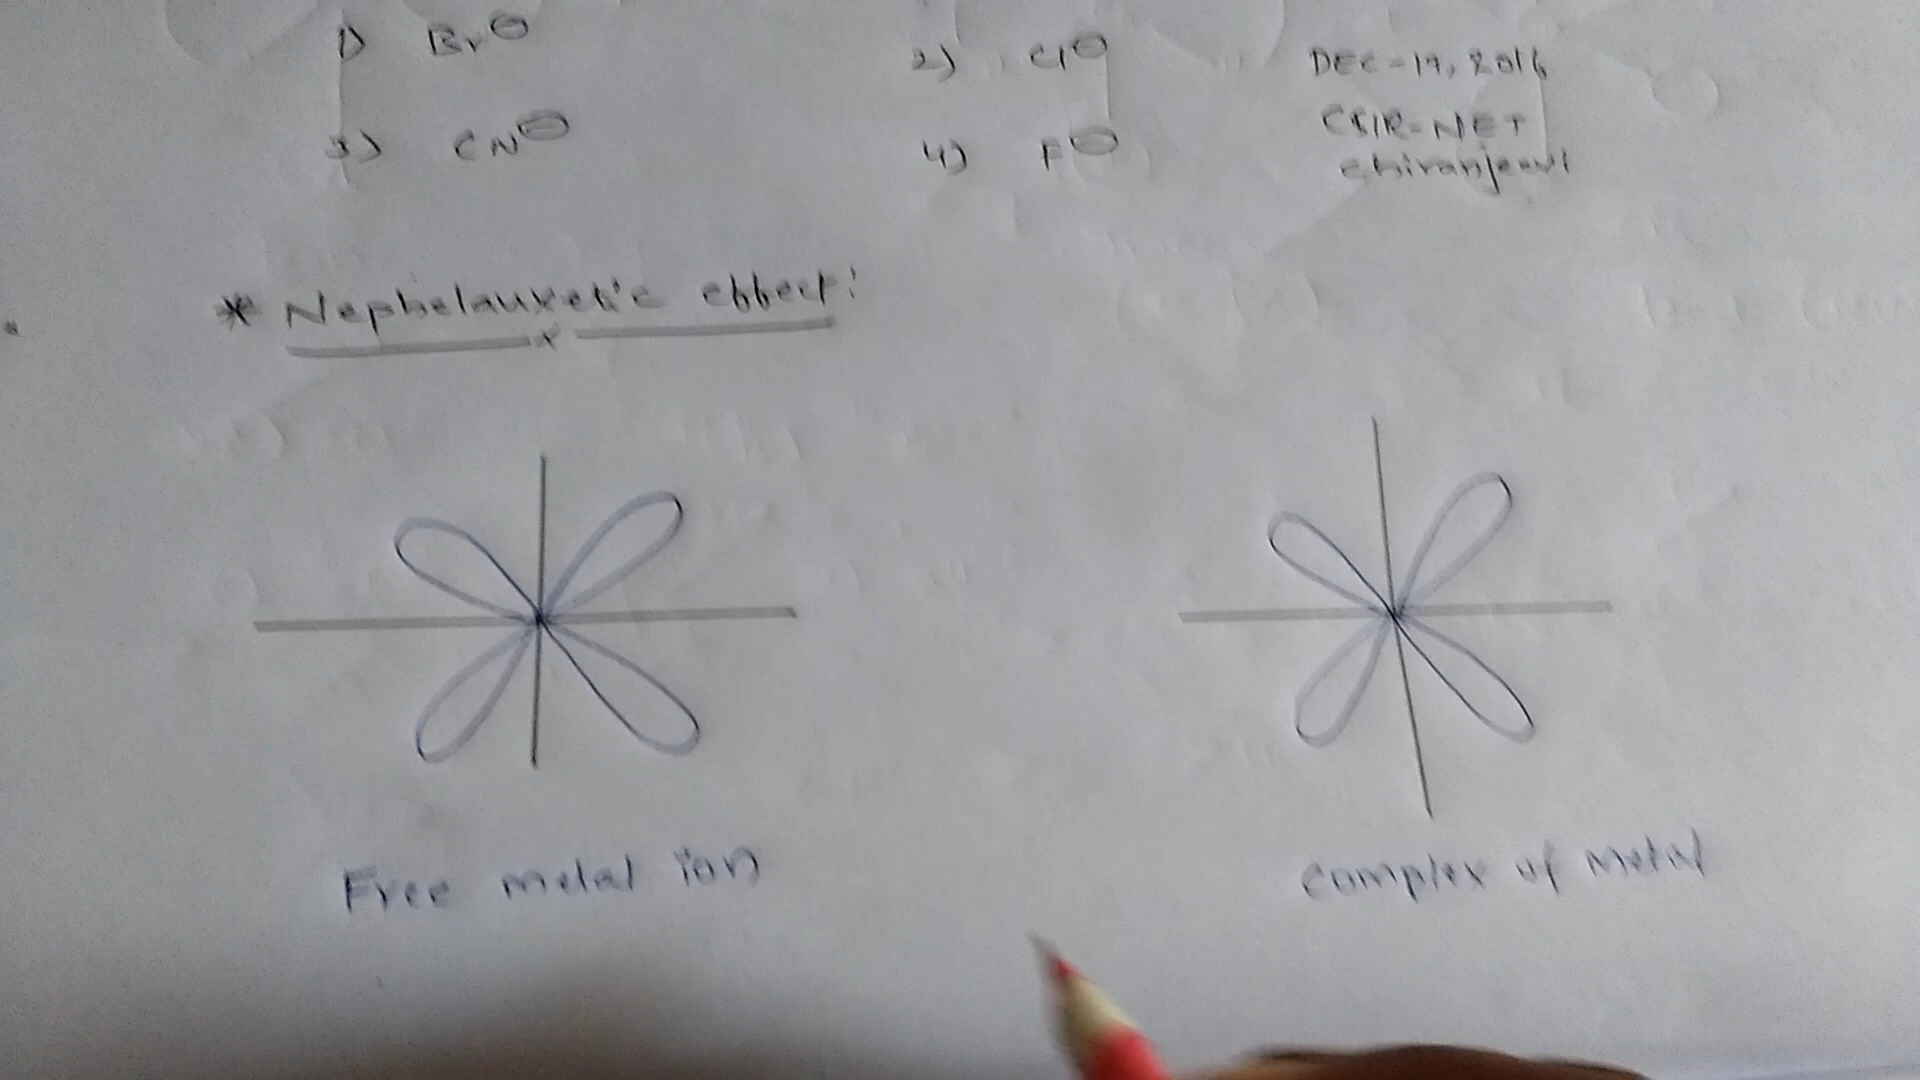 1) Br⊖
2) Cl⊖
3) CN⊖
4) F⊖
DEC-19, 2016
CSIR-NET
chiranjeevi
* Nephelauxetic effect:
Free metal ion
complex of metal